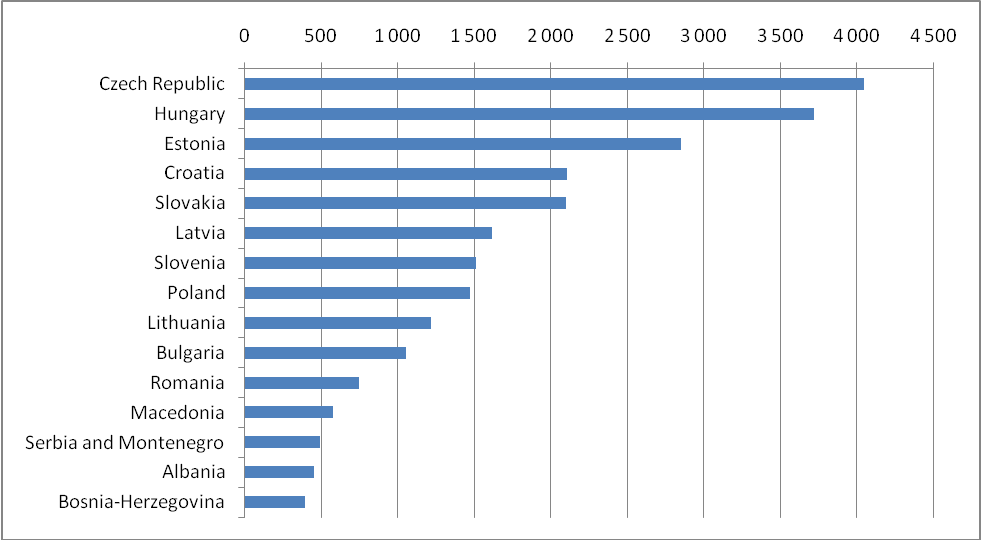 0 500 1 000 1 500 2 000 2 500 3 000 3 500 4 000 4 500
Czech Republic
Hungary
Estonia
Croatia
Slovakia
Latvia
Slovenia
Poland
Lithuania
Bulgaria
Romania
Macedonia
Serbia and Montenegro
Albania
Bosnia-Herzegovina